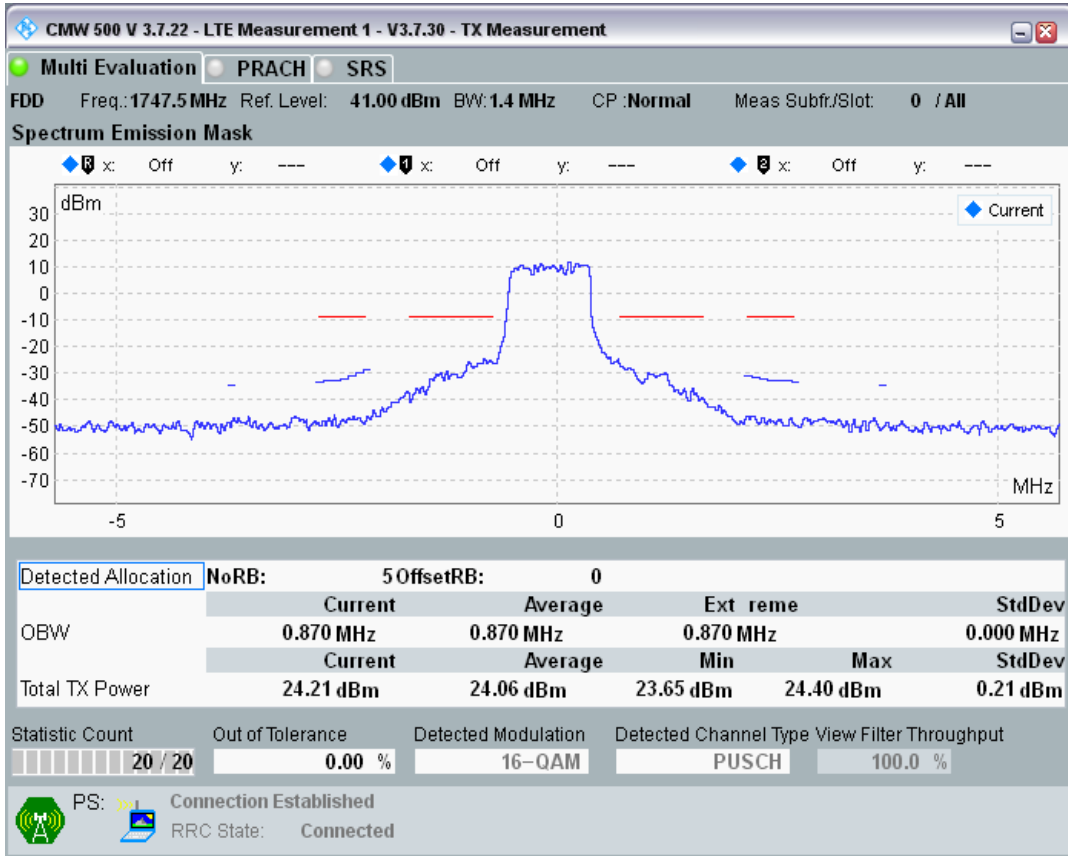 CMW 500 V 3.7.22 - LTE Measurement 1 - V3.7.30 - TX Measurement
Multi Evaluation PRACH SRS
FDD Freq.: 1747.5 MHz Ref. Level: 41.00 dBm BW: 1.4 MHz CP :Normal Meas Subfr./Slot: 0 / All
Spectrum Emission Mask
R x: Off y: --- 1 x: Off y: --- 2 x: Off y: ---
dBm
Current
30
20
10
0
-10
-20
-30
-40
-50
-60
-70
MHz
-5 0 5
Detected Allocation NoRB: 5 OffsetRB: 0
Current Average Ext reme StdDev
OBW 0.870 MHz 0.870 MHz 0.870 MHz 0.000 MHz
Current Average Min Max StdDev
Total TX Power 24.21 dBm 24.06 dBm 23.65 dBm 24.40 dBm 0.21 dBm
Statistic Count Out of Tolerance Detected Modulation Detected Channel Type View Filter Throughput
20 / 20 0.00 % 16-QAM PUSCH 100.0 %
PS: Connection Established
RRC State: Connected